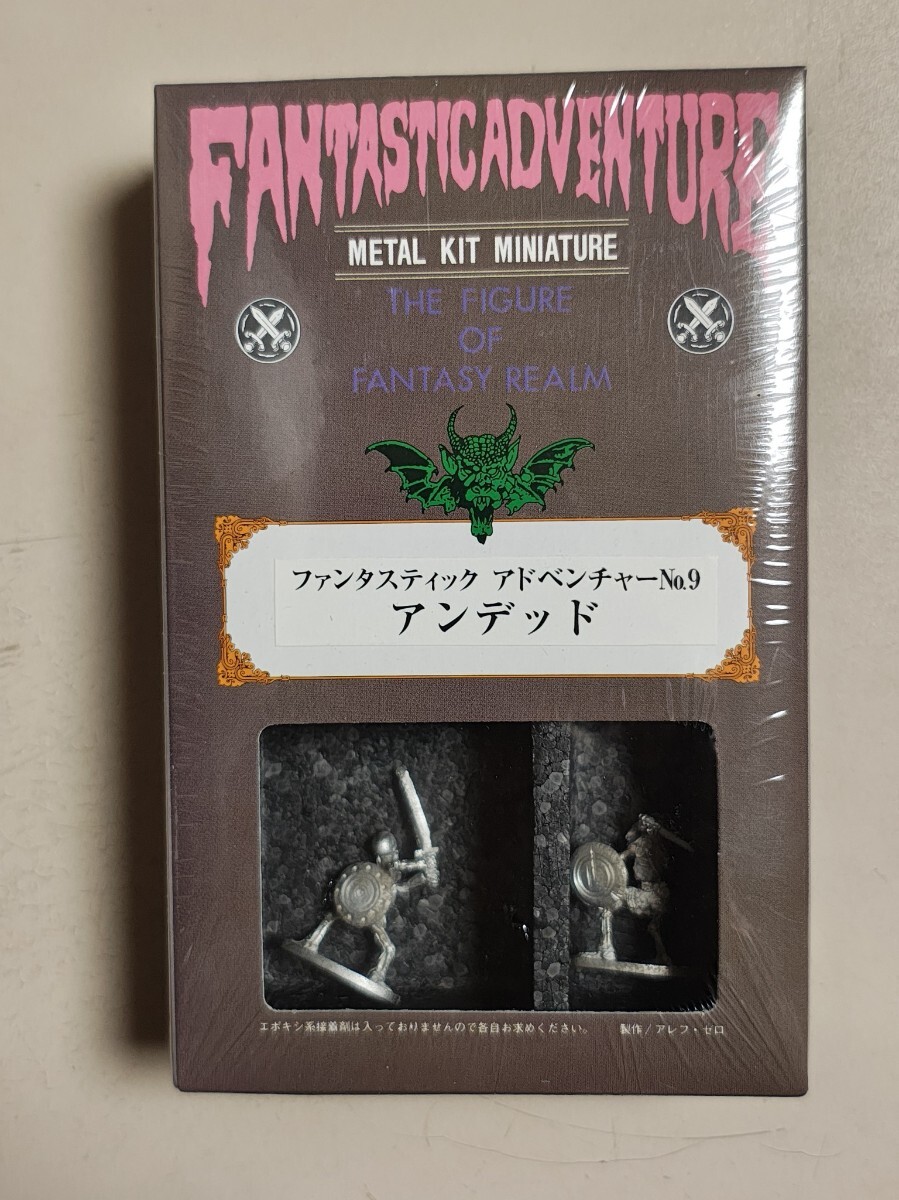 FANTASTIC ADVENTURE
METAL KIT MINIATURE
THE FIGURE
OF
FANTASY REALM
ファンタスティック アドベンチャーNo.9
アンデッド
エポキシ系接着剤は入っておりませんので各自お求めください。 製作/アレフ・ゼロ